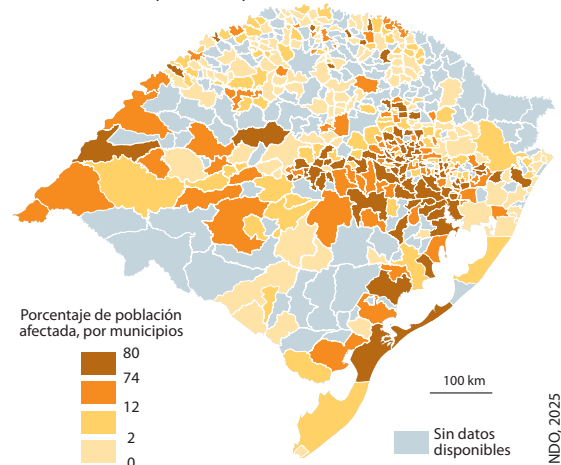 Porcentaje de población
afectada, por municipios
80
74
12
2
0
100 km
Sin datos
disponibles
NDO, 2025